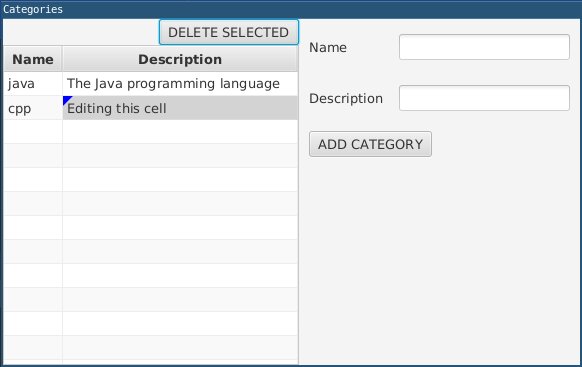 Categories
DELETE SELECTED
Name Description
java The Java programming language
cpp Editing this cell
Name
Description
ADD CATEGORY